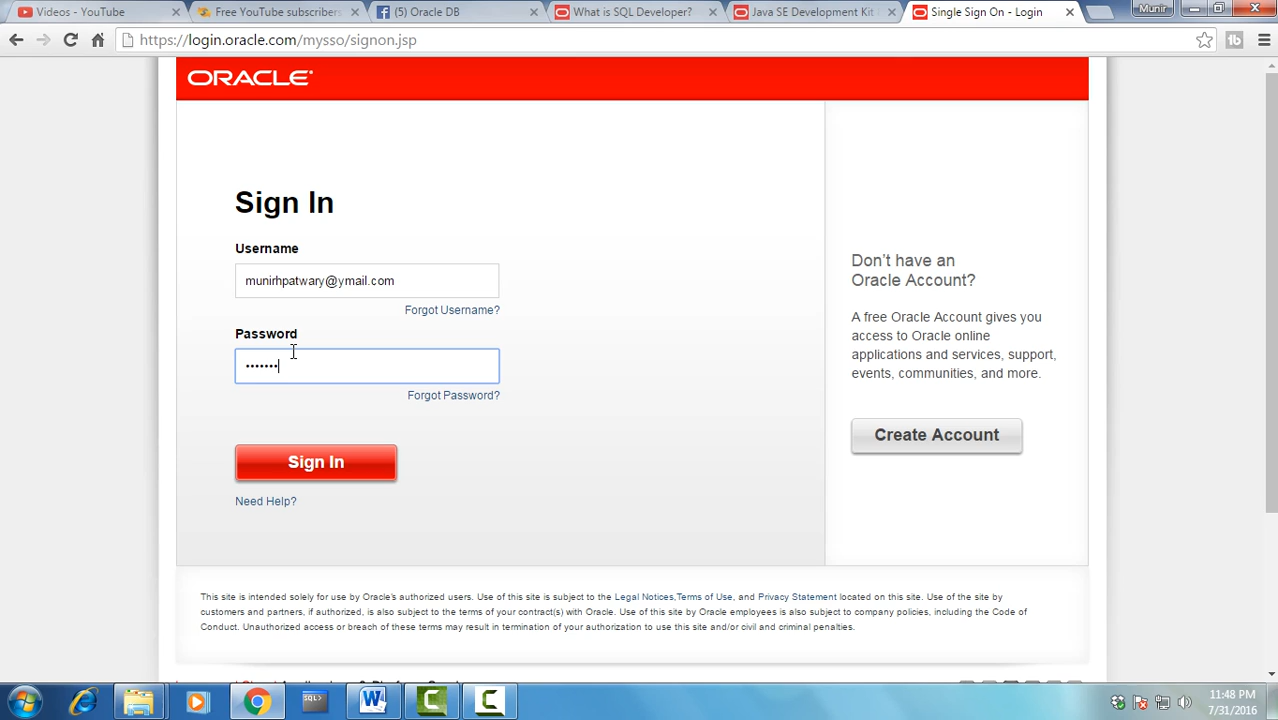 Videos - YouTube
Free YouTube subscribers
(5) Oracle DB
What is SQL Developer?
Java SE Development Kit
Single Sign On - Login
Munir
https://login.oracle.com/mysso/signon.jsp
ORACLE
Sign In
Username
munirhpatwary@ymail.com
Forgot Username?
Password
•••••••
Forgot Password?
Sign In
Need Help?
Don't have an
Oracle Account?
A free Oracle Account gives you
access to Oracle online
applications and services, support,
events, communities, and more.
Create Account
This site is intended solely for use by Oracle's authorized users. Use of this site is subject to the Legal Notices,Terms of Use, and Privacy Statement located on this site. Use of the site by
customers and partners, if authorized, is also subject to the terms of your contract(s) with Oracle. Use of this site by Oracle employees is also subject to company policies, including the Code of
Conduct. Unauthorized access or breach of these terms may result in termination of your authorization to use this site and/or civil and criminal penalties.
SQL>
11:48 PM
7/31/2016